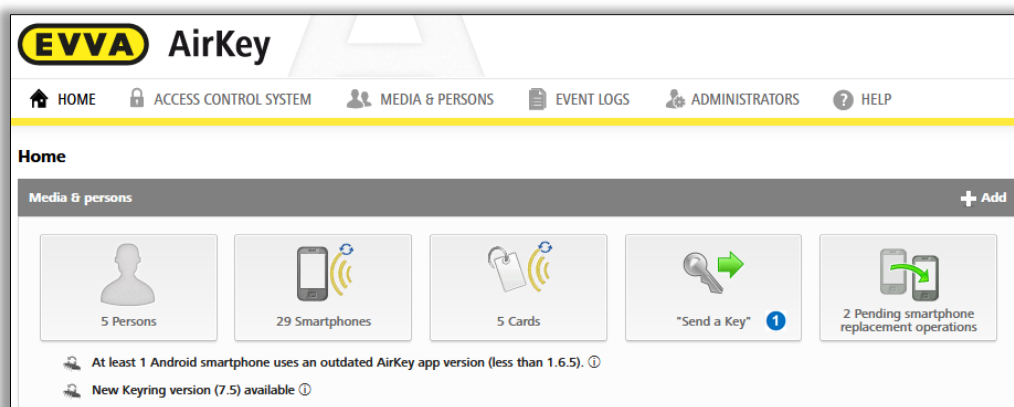 EVVA AirKey
HOME ACCESS CONTROL SYSTEM MEDIA & PERSONS EVENT LOGS ADMINISTRATORS ? HELP
Home
Media & persons Add
5 Persons
29 Smartphones
5 Cards
"Send a Key" 1
2 Pending smartphone
replacement operations
At least 1 Android smartphone uses an outdated AirKey app version (less than 1.6.5). ⓘ
New Keyring version (7.5) available ⓘ